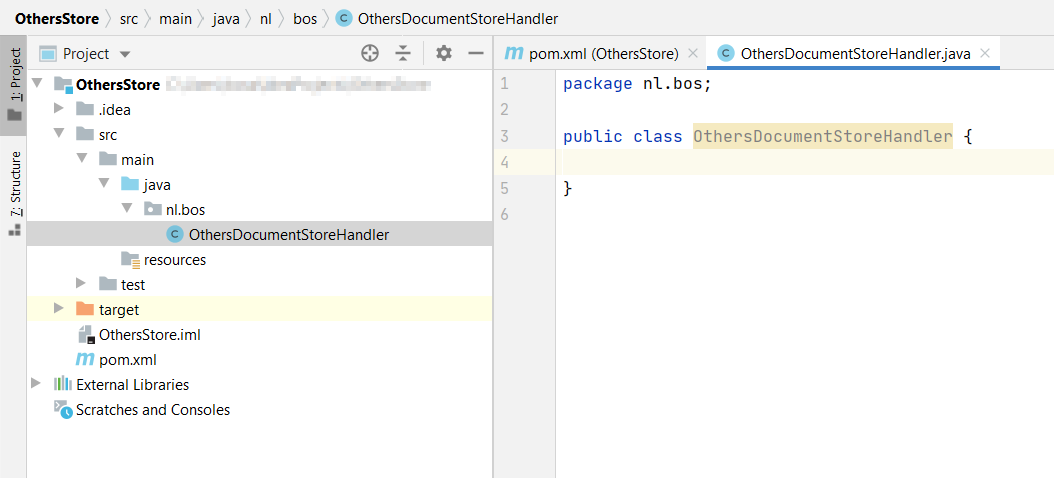 OthersStore src main java nl bos OthersDocumentStoreHandler
1: Project
7: Structure
Project
OthersStore
.idea
src
main
java
nl.bos
OthersDocumentStoreHandler
resources
test
target
OthersStore.iml
pom.xml
External Libraries
Scratches and Consoles
pom.xml (OthersStore) OthersDocumentStoreHandler.java
1 package nl.bos;
2
3 public class OthersDocumentStoreHandler {
4
5 }
6